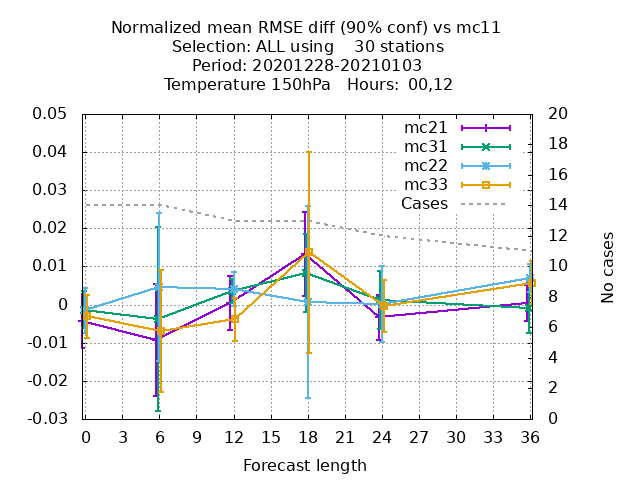 Normalized mean RMSE diff (90% conf) vs mc11
Selection: ALL using    30 stations
Period: 20201228-20210103
Temperature 150hPa   Hours: 00,12
0.05
0.04
0.03
0.02
0.01
0
-0.01
-0.02
-0.03
20
18
16
14
12
10
8
6
4
2
0
mc21
mc31
mc22
mc33
Cases
No cases
0 3 6 9 12 15 18 21 24 27 30 33 36
Forecast length